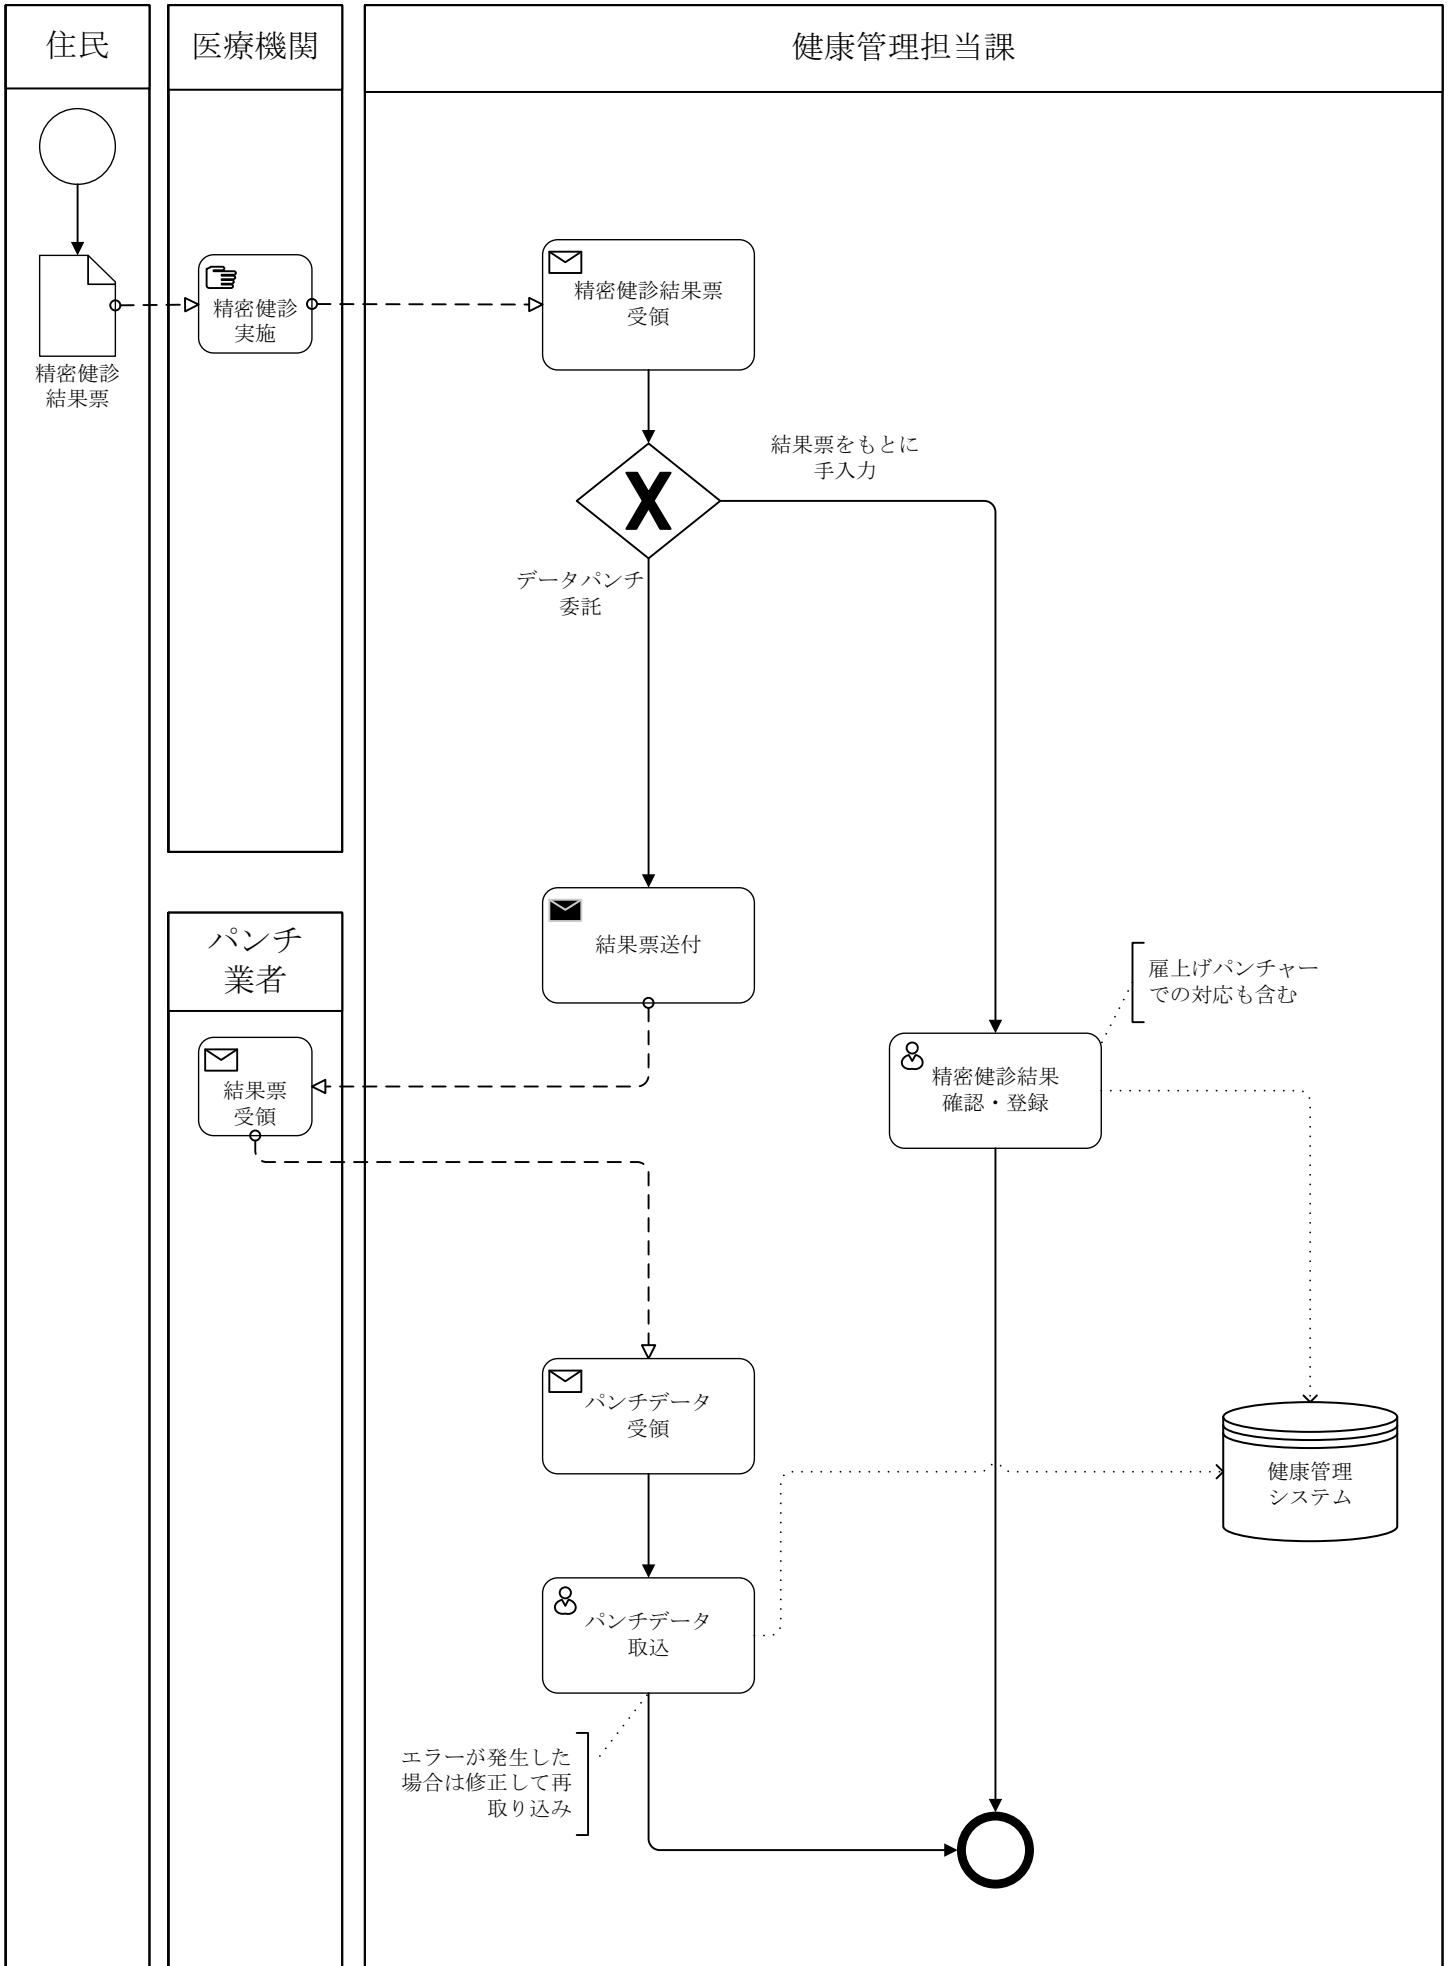 住民
医療機関
健康管理担当課
精密健診
結果票
精密健診
実施
精密健診結果票
受領
結果票をもとに
手入力
データパンチ
委託
結果票送付
パンチ
業者
結果票
受領
雇上げパンチャー
での対応も含む
精密健診結果
確認・登録
パンチデータ
受領
健康管理
システム
パンチデータ
取込
エラーが発生した
場合は修正して再
取り込み